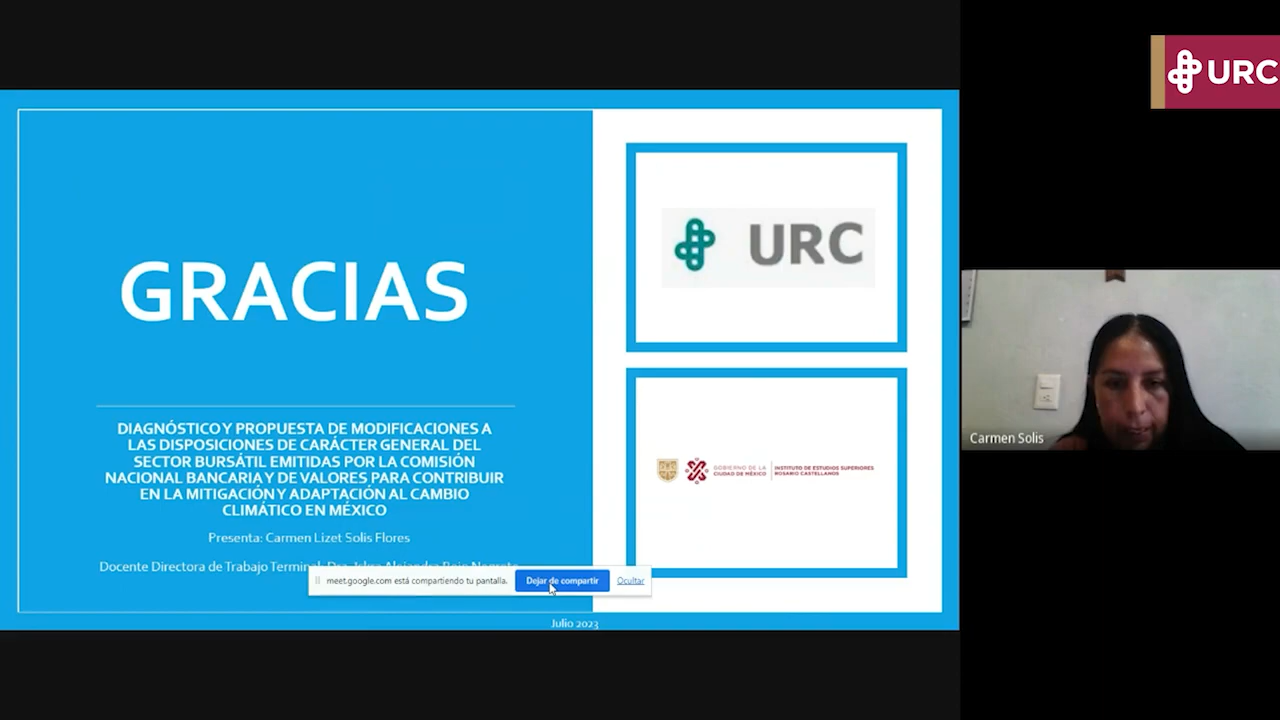 URC
GRACIAS
DIAGNÓSTICO Y PROPUESTA DE MODIFICACIONES A
LAS DISPOSICIONES DE CARÁCTER GENERAL DEL
SECTOR BURSÁTIL EMITIDAS POR LA COMISIÓN
NACIONAL BANCARIA Y DE VALORES PARA CONTRIBUIR
EN LA MITIGACIÓN Y ADAPTACIÓN AL CAMBIO
CLIMÁTICO EN MÉXICO
Presenta: Carmen Lizet Solis Flores
Docente Directora de Trabajo Terminal
meet.google.com está compartiendo tu pantalla.
Dejar de compartir
Ocultar
Julio 2023
URC
GOBIERNO DE LA
CIUDAD DE MÉXICO
INSTITUTO DE ESTUDIOS SUPERIORES
ROSARIO CASTELLANOS
Carmen Solis